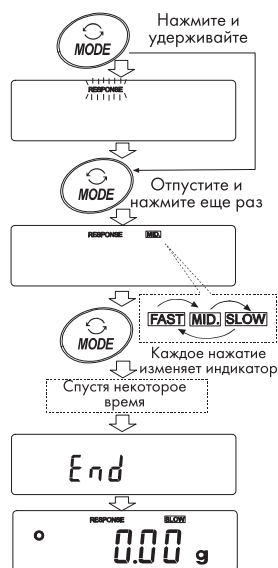 Нажмите и
удерживайте
MODE
RESPONSE
MODE
Отпустите и
нажмите еще раз
RESPONSE MID.
FAST MID. SLOW
MODE
Каждое нажатие
изменяет индикатор
Спустя некоторое
время
End
RESPONSE SLOW
o 0.00 g